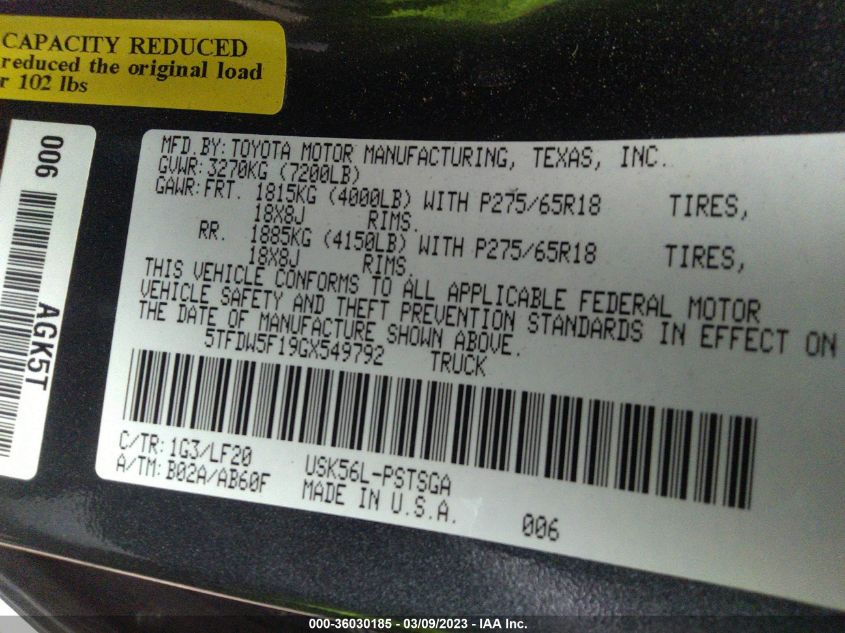 CAPACITY REDUCED
reduced the original load
r 102 lbs
006
AGK5T
MFD.BY: TOYOTA MOTOR MANUFACTURING, TEXAS, INC.
GVWR: 3270KG (7200LB)
GAWR: FRT. 1815KG (4000LB) WITH P275/65R18 TIRES,
18X8J RIMS.
RR. 1885KG (4150LB) WITH P275/65R18 TIRES,
18X8J RIMS.
THIS VEHICLE CONFORMS TO ALL APPLICABLE FEDERAL MOTOR
VEHICLE SAFETY AND THEFT PREVENTION STANDARDS IN EFFECT ON
THE DATE OF MANUFACTURE SHOWN ABOVE.
5TFDW5F19GX549792 TRUCK
C/TR: 1G3/LF20 USK56L-PSTSGA
A/TM: B02A/AB60F MADE IN U.S.A. 006
000-36030185 - 03/09/2023 - IAA Inc.